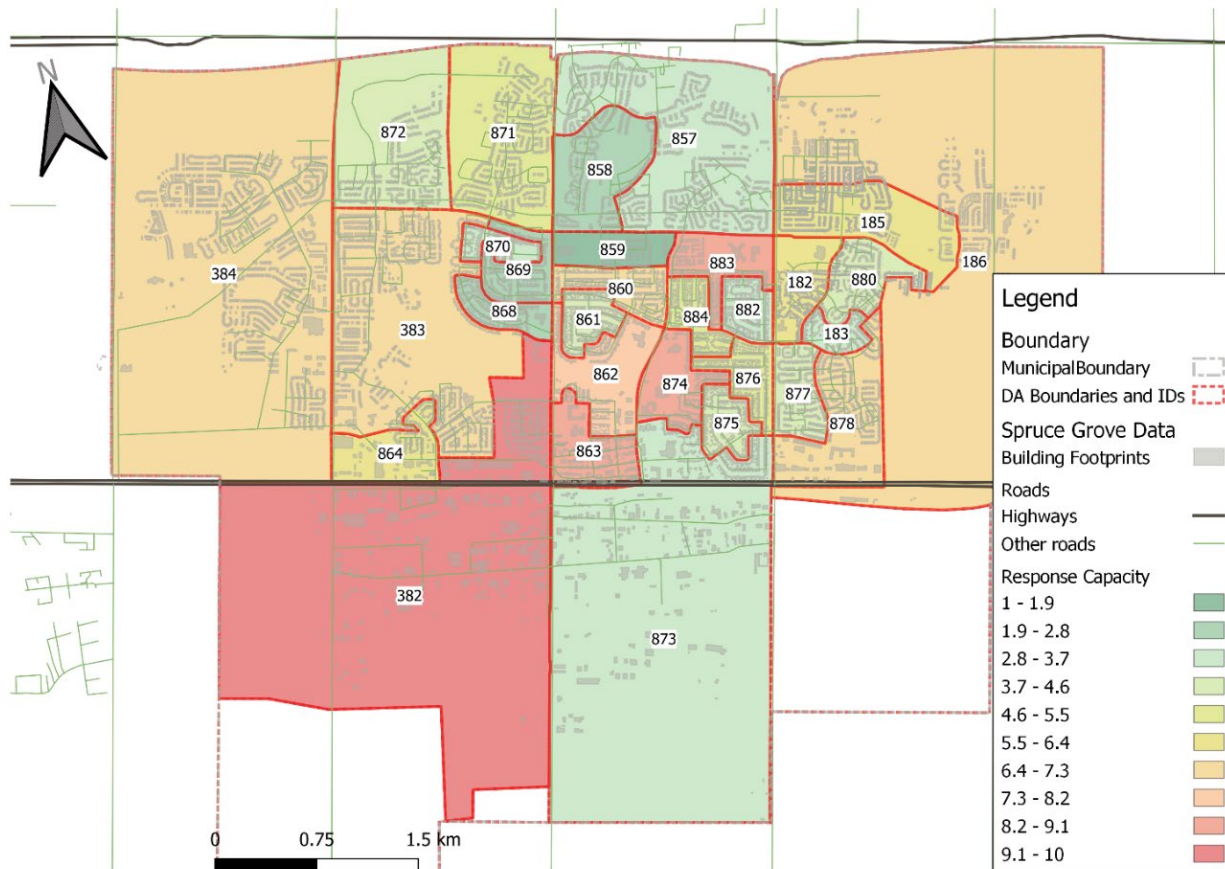 N
872
871
857
858
384
870
869
859
883
185
186
860
182
880
868
861
884
882
183
383
862
874
876
877
878
875
864
863
382
873
0 0.75 1.5 km
Legend
Boundary
MunicipalBoundary
DA Boundaries and IDs
Spruce Grove Data
Building Footprints
Roads
Highways
Other roads
Response Capacity
1 - 1.9
1.9 - 2.8
2.8 - 3.7
3.7 - 4.6
4.6 - 5.5
5.5 - 6.4
6.4 - 7.3
7.3 - 8.2
8.2 - 9.1
9.1 - 10